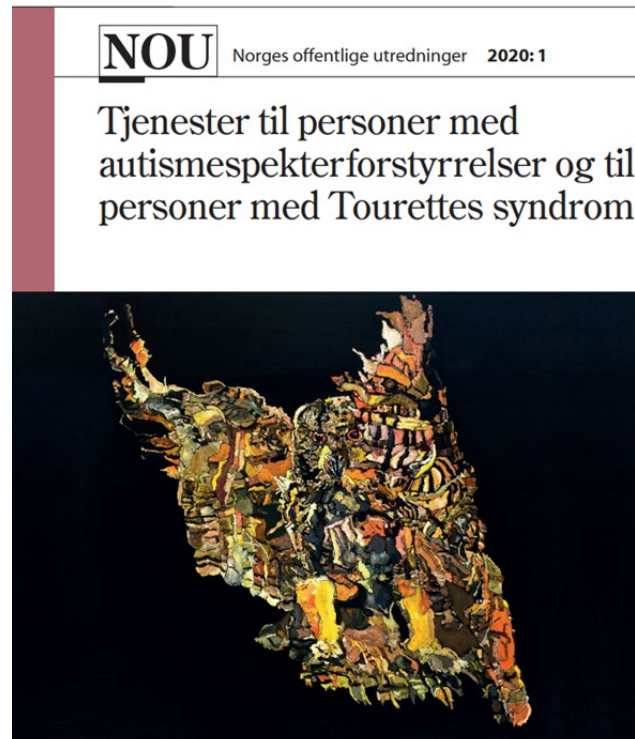 NOU Norges offentlige utredninger 2020: 1
Tjenester til personer med
autismespekterforstyrrelser og til
personer med Tourettes syndrom